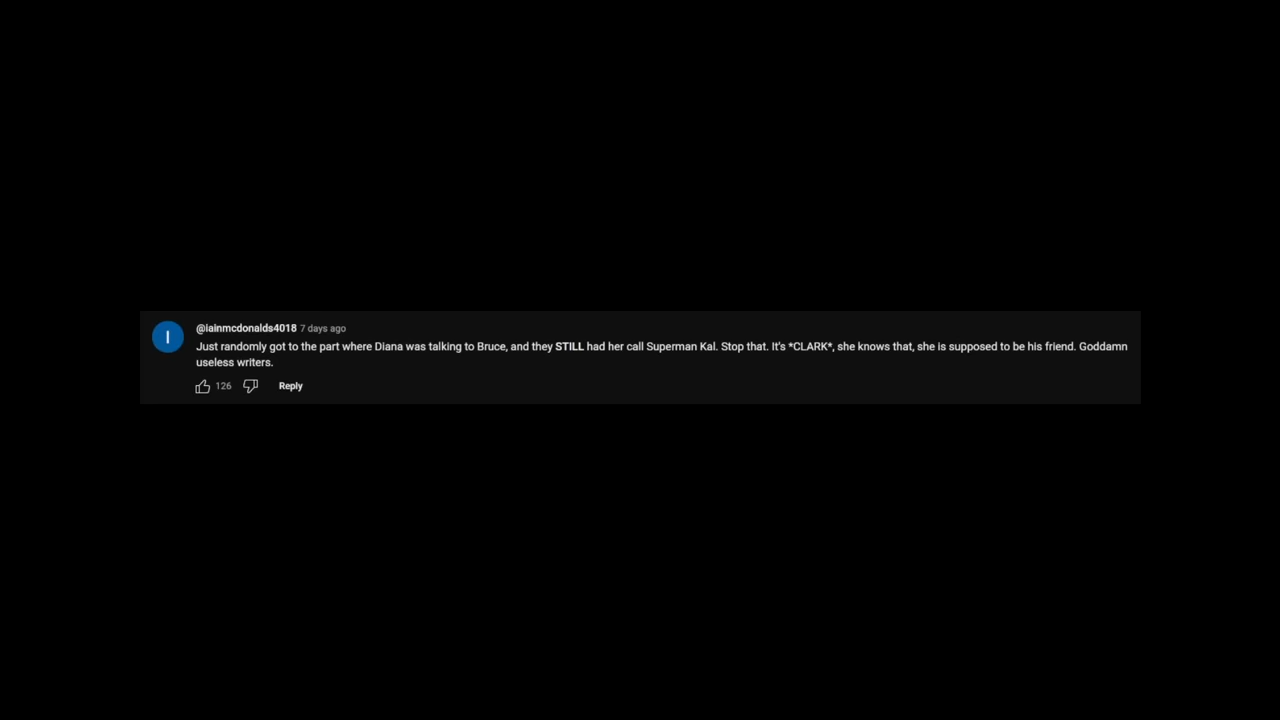 I
@iainmcdonalds4018 7 days ago
Just randomly got to the part where Diana was talking to Bruce, and they STILL had her call Superman Kal. Stop that. It's *CLARK*, she knows that, she is supposed to be his friend. Goddamn
useless writers.
126 Reply